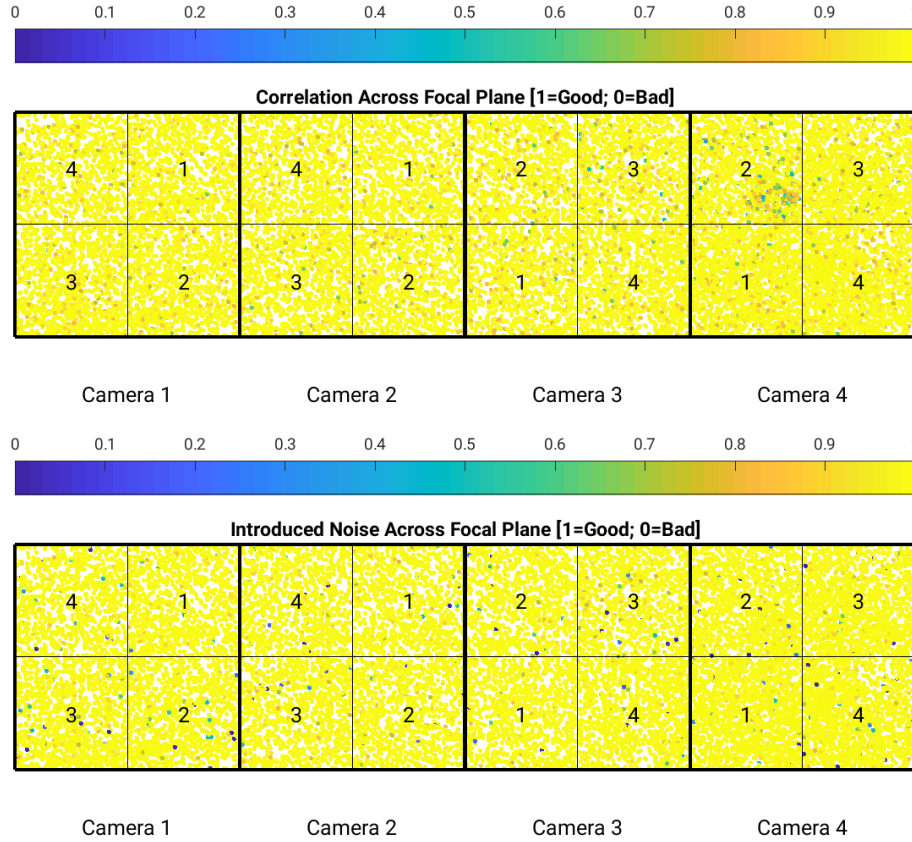 0 0.1 0.2 0.3 0.4 0.5 0.6 0.7 0.8 0.9
Correlation Across Focal Plane [1=Good; 0=Bad]
4 1 4 1 2 3 2 3
3 2 3 2 1 4 1 4
Camera 1 Camera 2 Camera 3 Camera 4
0 0.1 0.2 0.3 0.4 0.5 0.6 0.7 0.8 0.9
Introduced Noise Across Focal Plane [1=Good; 0=Bad]
4 1 4 1 2 3 2 3
3 2 3 2 1 4 1 4
Camera 1 Camera 2 Camera 3 Camera 4